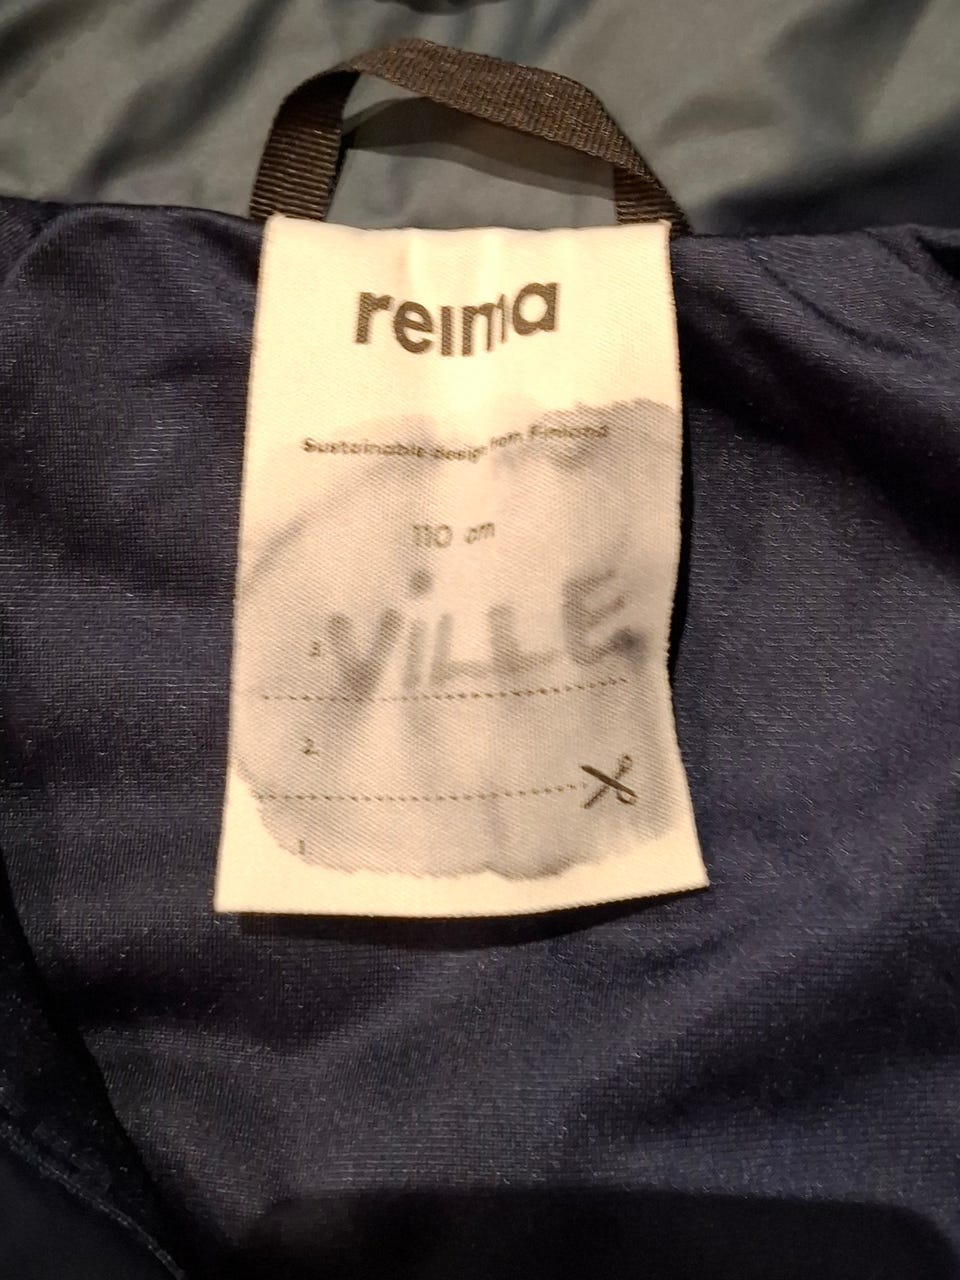 reima
Sustainable design from Finland
110 cm
3. ViLLE
2.
1.